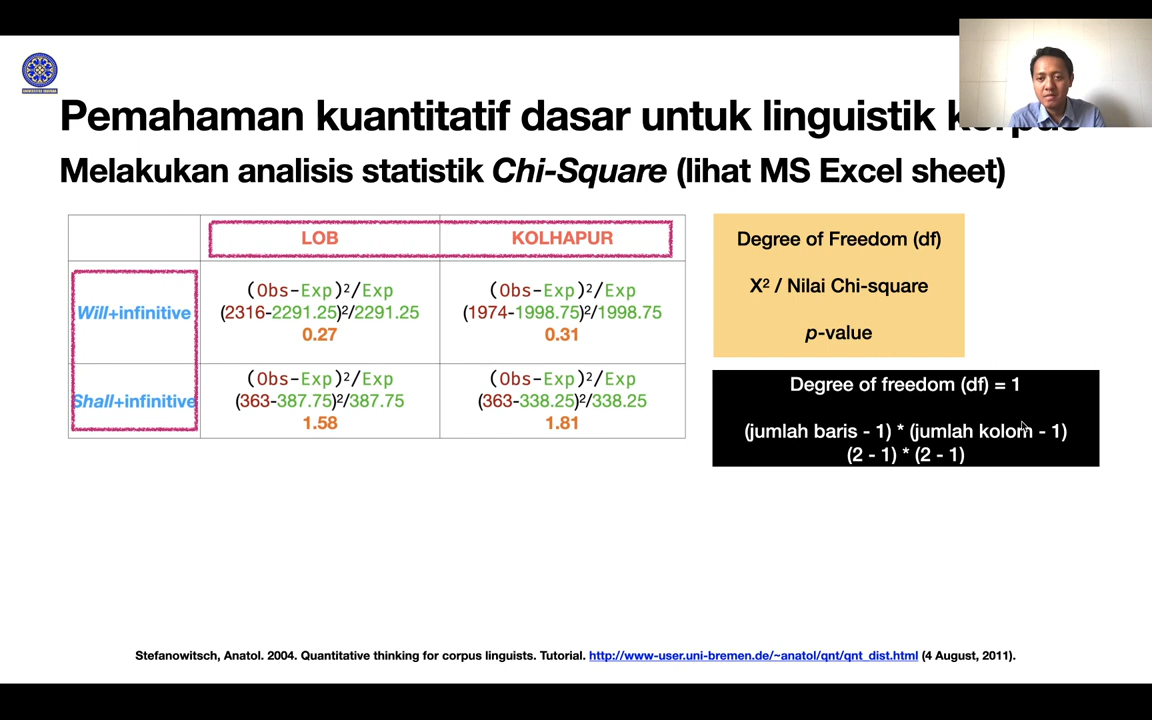 Pemahaman kuantitatif dasar untuk linguistik korpus
Melakukan analisis statistik Chi-Square (lihat MS Excel sheet)
LOB KOLHAPUR
Will+infinitive
(Obs-Exp)²/Exp
(2316-2291.25)²/2291.25
0.27
(Obs-Exp)²/Exp
(1974-1998.75)²/1998.75
0.31
Shall+infinitive
(Obs-Exp)²/Exp
(363-387.75)²/387.75
1.58
(Obs-Exp)²/Exp
(363-338.25)²/338.25
1.81
Degree of Freedom (df)
X² / Nilai Chi-square
p-value
Degree of freedom (df) = 1
(jumlah baris - 1) * (jumlah kolom - 1)
(2 - 1) * (2 - 1)
Stefanowitsch, Anatol. 2004. Quantitative thinking for corpus linguists. Tutorial. http://www-user.uni-bremen.de/~anatol/qnt/qnt_dist.html (4 August, 2011).